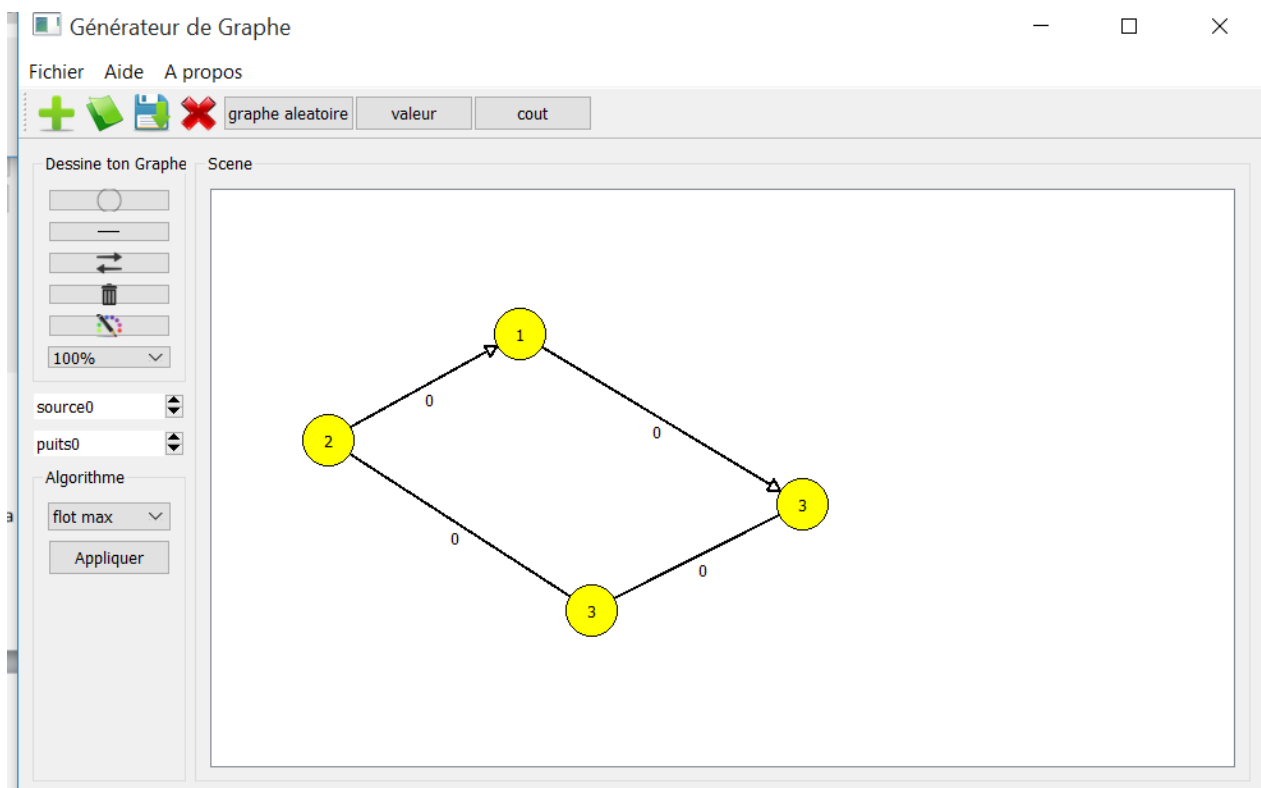 Générateur de Graphe
Fichier Aide A propos
graphe aleatoire valeur cout
Dessine ton Graphe
Scene
100%
source0
puits0
Algorithme
flot max
Appliquer
1
0
0
2
3
0
0
3
a